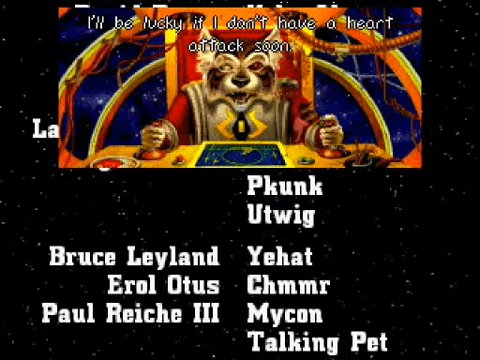 I'll be lucky if I don't have a heart
attack soon.
La
Pkunk
Utwig
Bruce Leyland Yehat
Erol Otus Chmmr
Paul Reiche III Mycon
Talking Pet